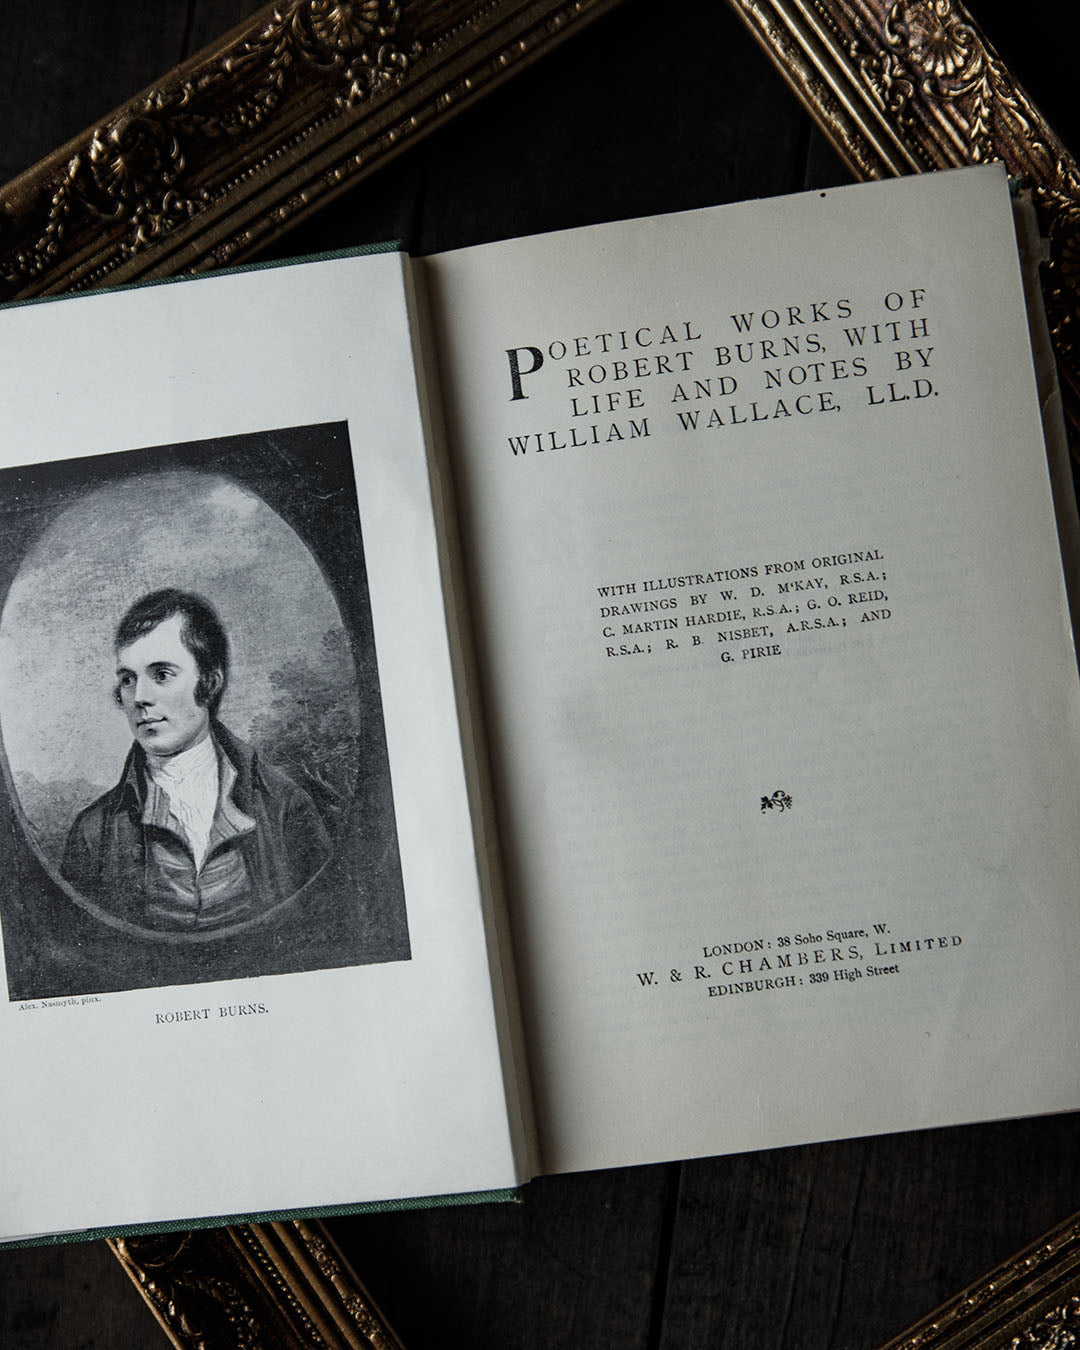 Alex. Nasmyth, pinx.
ROBERT BURNS.
POETICAL WORKS OF
ROBERT BURNS, WITH
LIFE AND NOTES BY
WILLIAM WALLACE, LL.D.
WITH ILLUSTRATIONS FROM ORIGINAL
DRAWINGS BY W. D. M‘KAY, R.S.A.;
C. MARTIN HARDIE, R.S.A.; G. O. REID,
R.S.A.; R. B. NISBET, A.R.S.A.; AND
G. PIRIE
LONDON: 38 Soho Square, W.
W. & R. CHAMBERS, LIMITED
EDINBURGH: 339 High Street